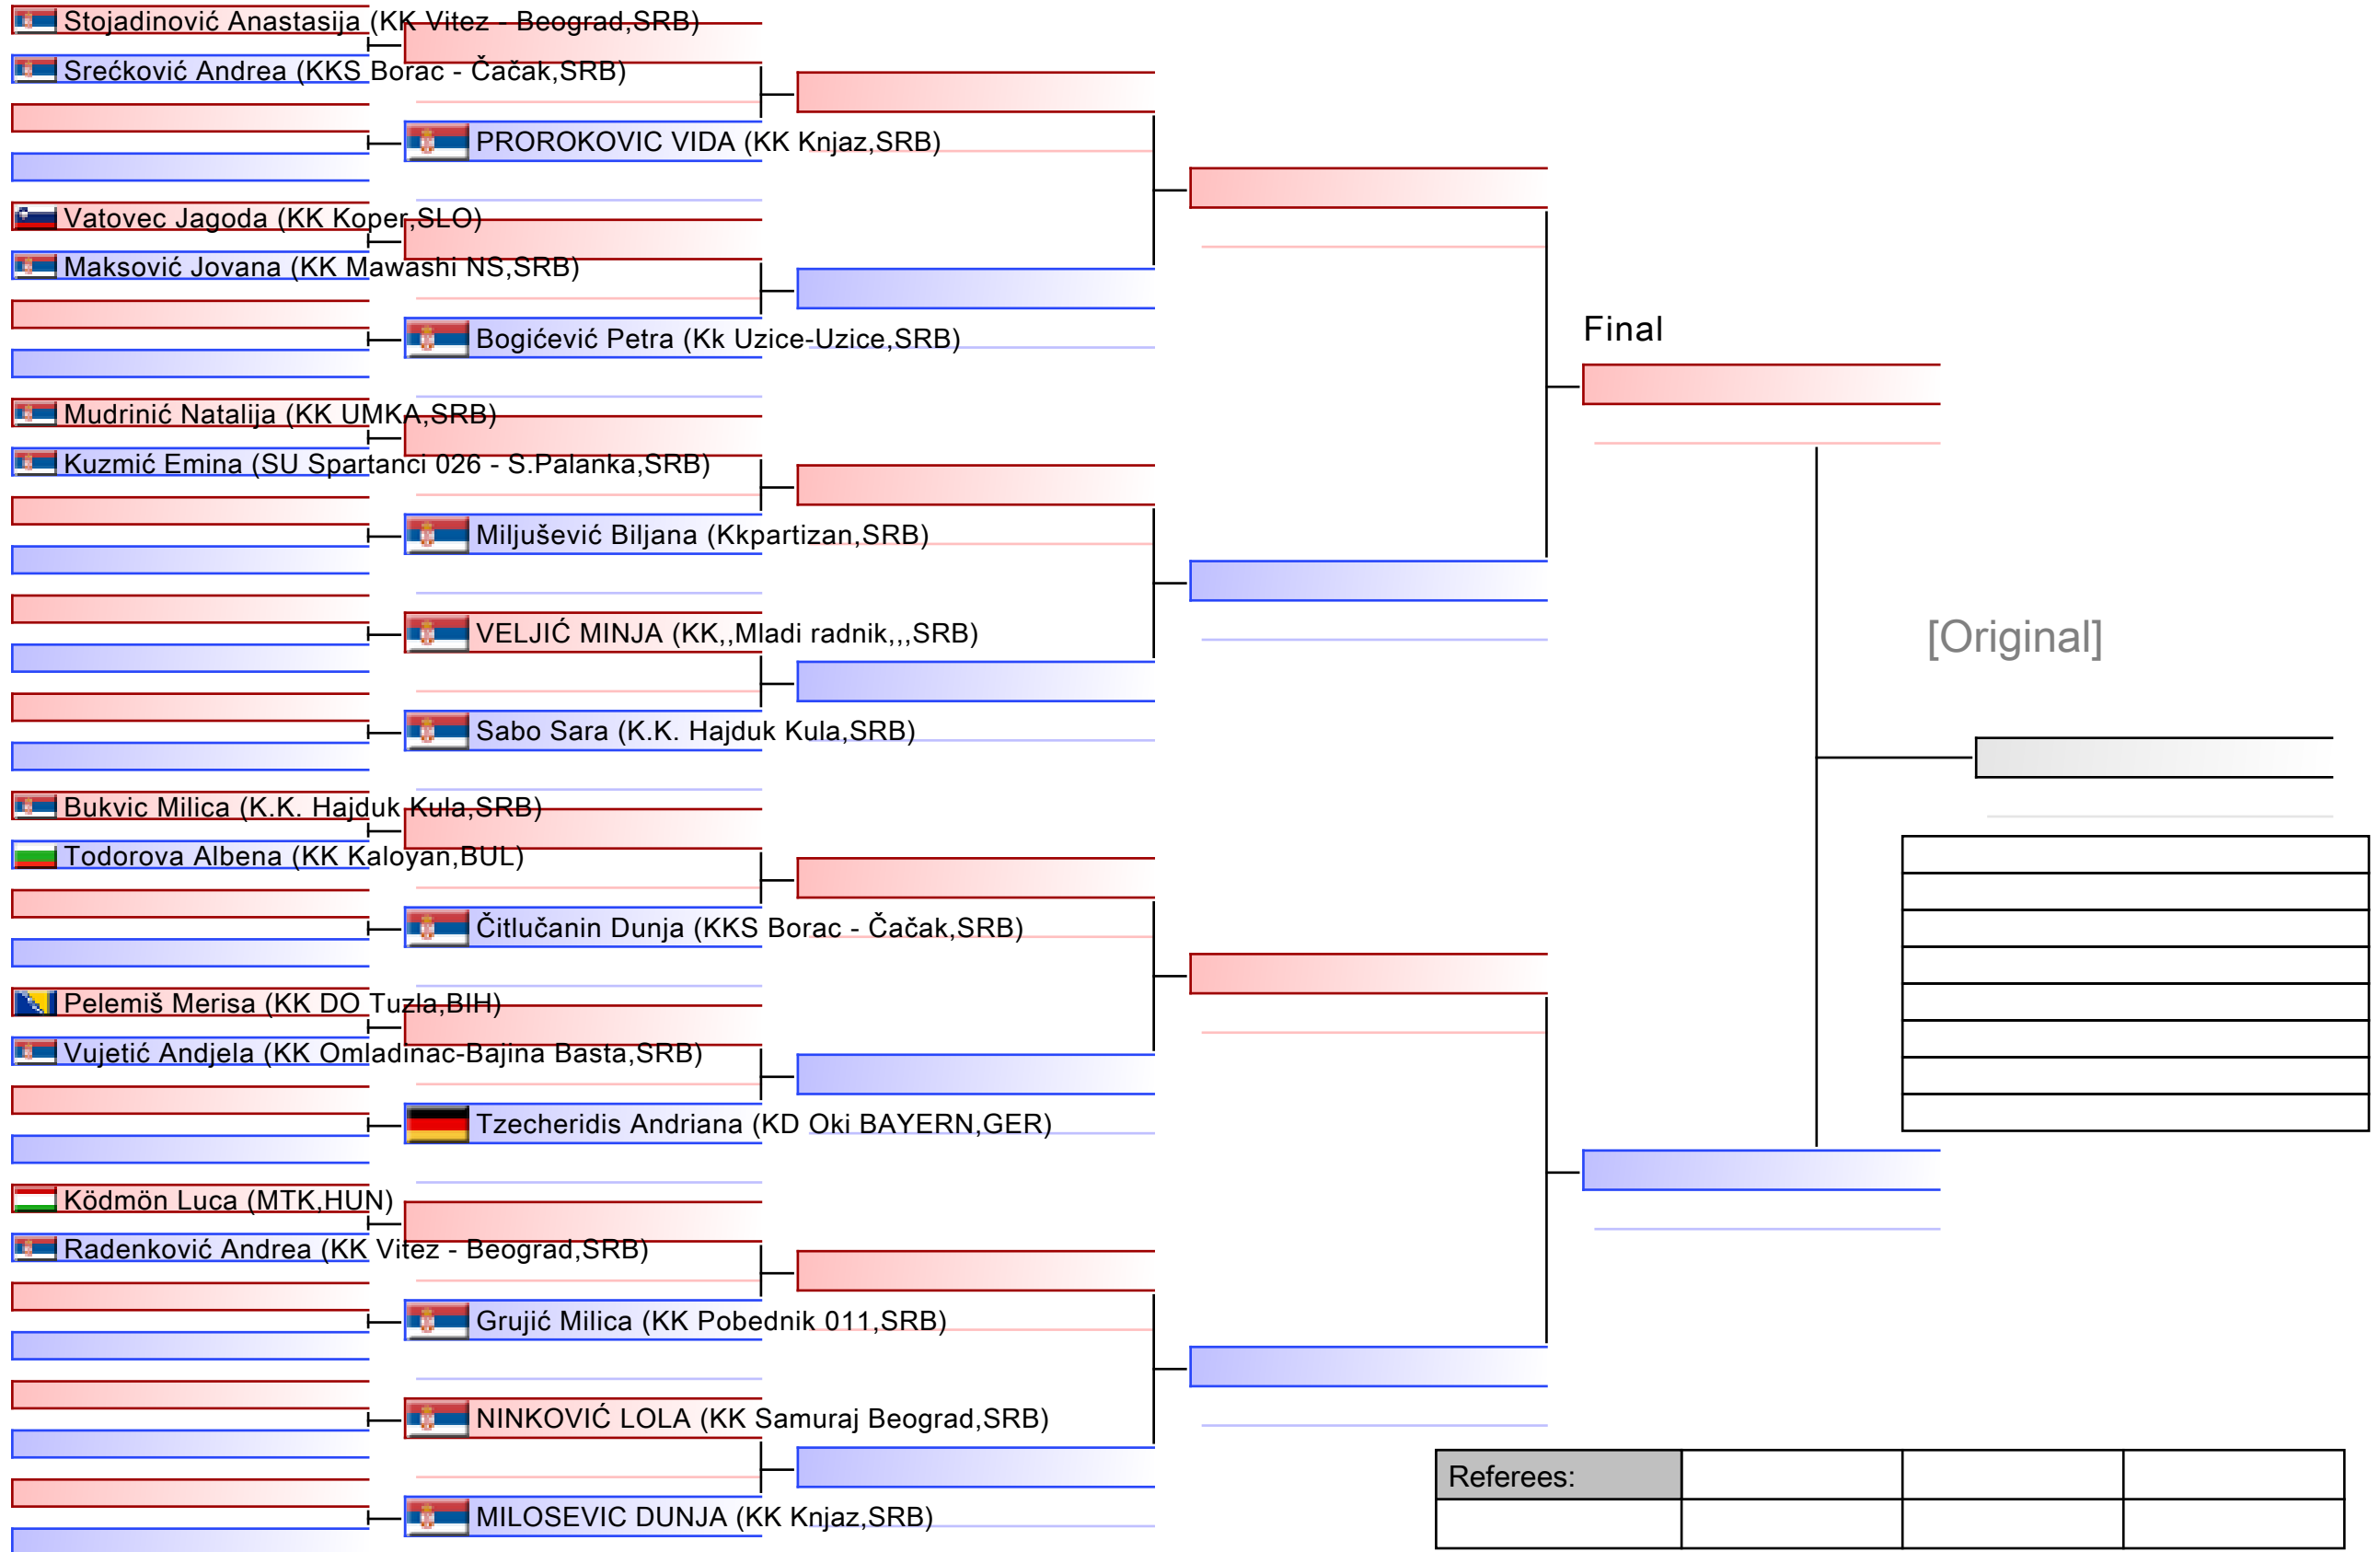 Stojadinović Anastasija (KK Vitez - Beograd,SRB)
Srećković Andrea (KKS Borac - Čačak,SRB)
PROROKOVIC VIDA (KK Knjaz,SRB)
Vatovec Jagoda (KK Koper,SLO)
Maksović Jovana (KK Mawashi NS,SRB)
Bogićević Petra (Kk Uzice-Uzice,SRB)
Final
Mudrinić Natalija (KK UMKA,SRB)
Kuzmić Emina (SU Spartanci 026 - S.Palanka,SRB)
Miljušević Biljana (Kkpartizan,SRB)
VELJIĆ MINJA (KK,,Mladi radnik,,,SRB)
[Original]
Sabo Sara (K.K. Hajduk Kula,SRB)
Bukvic Milica (K.K. Hajduk Kula,SRB)
Todorova Albena (KK Kaloyan,BUL)
Čitlučanin Dunja (KKS Borac - Čačak,SRB)
Pelemiš Merisa (KK DO Tuzla,BIH)
Vujetić Andjela (KK Omladinac-Bajina Basta,SRB)
Tzecheridis Andriana (KD Oki BAYERN,GER)
Ködmön Luca (MTK,HUN)
Radenković Andrea (KK Vitez - Beograd,SRB)
Grujić Milica (KK Pobednik 011,SRB)
NINKOVIĆ LOLA (KK Samuraj Beograd,SRB)
Referees:
MILOSEVIC DUNJA (KK Knjaz,SRB)